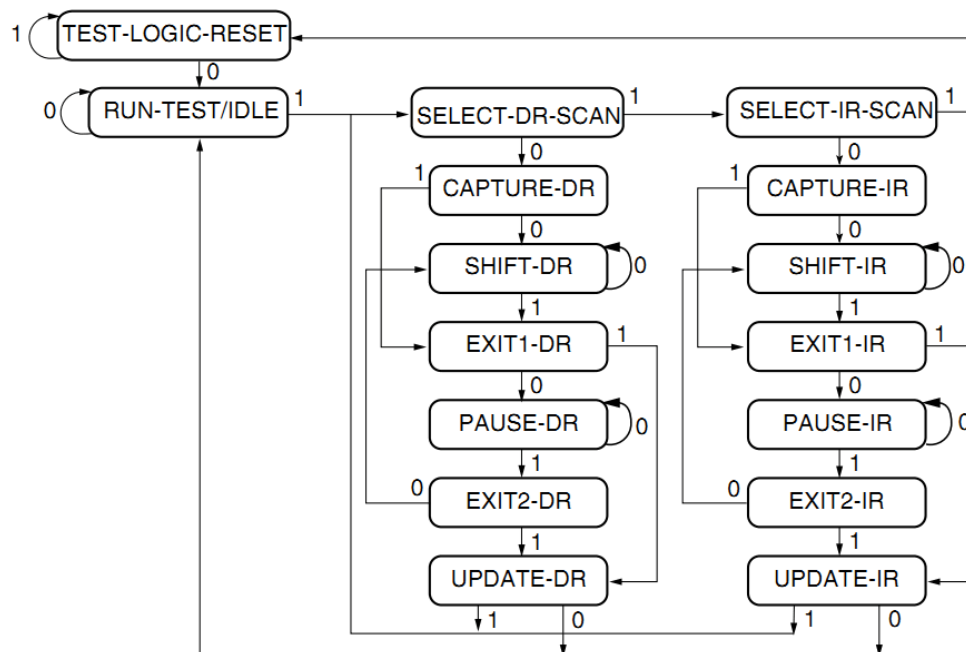 1 TEST-LOGIC-RESET
0
0 RUN-TEST/IDLE 1
SELECT-DR-SCAN 1
SELECT-IR-SCAN 1
0
0
1 CAPTURE-DR
1 CAPTURE-IR
0
0
SHIFT-DR 0
SHIFT-IR 0
1
1
EXIT1-DR 1
EXIT1-IR 1
0
0
PAUSE-DR 0
PAUSE-IR 0
1
1
0 EXIT2-DR
0 EXIT2-IR
1
1
UPDATE-DR
UPDATE-IR
1 0
1 0